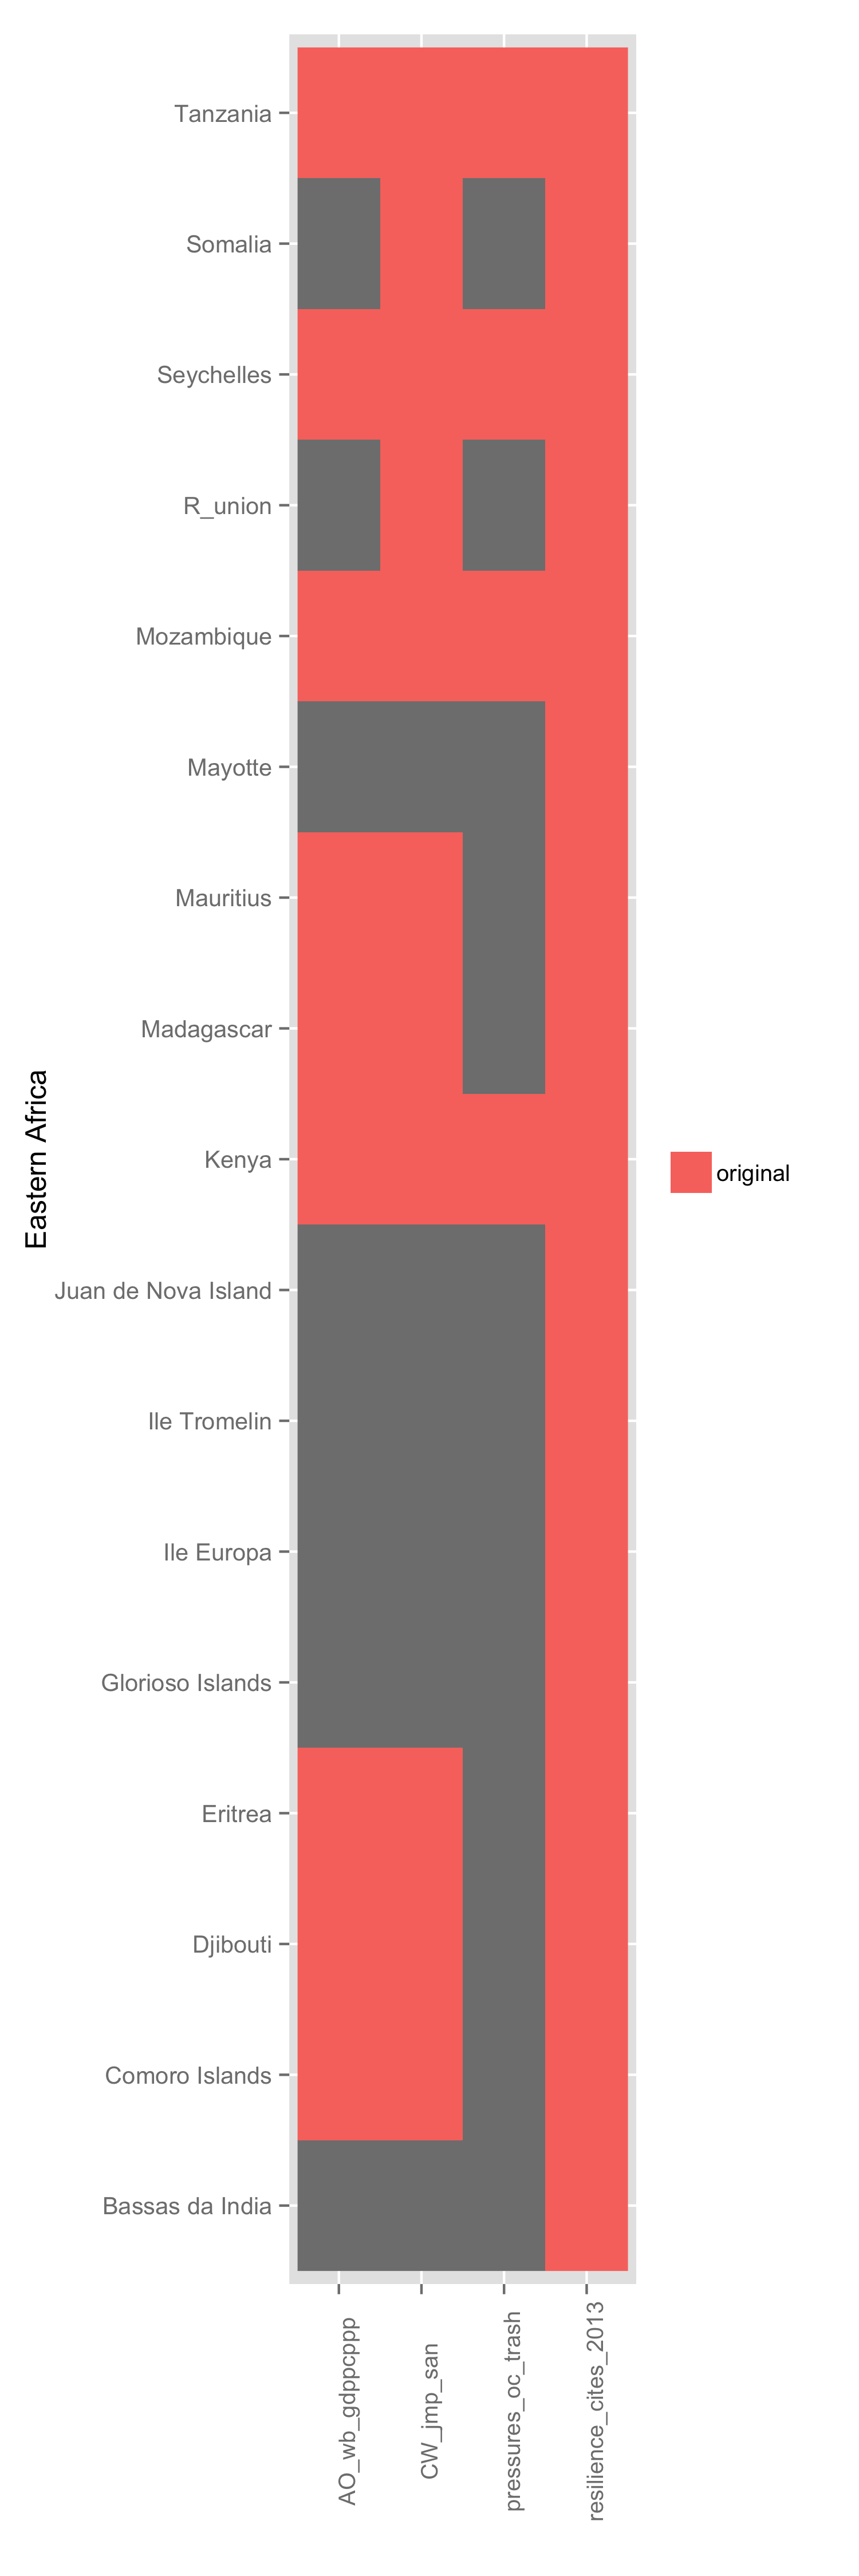 Tanzania
Somalia
Seychelles
R_union
Mozambique
Mayotte
Mauritius
Madagascar
Kenya
Juan de Nova Island
Ile Tromelin
Ile Europa
Glorioso Islands
Eritrea
Djibouti
Comoro Islands
Bassas da India
Eastern Africa
original
AO_wb_gdppcppp
CW_jmp_san
pressures_oc_trash
resilience_cites_2013